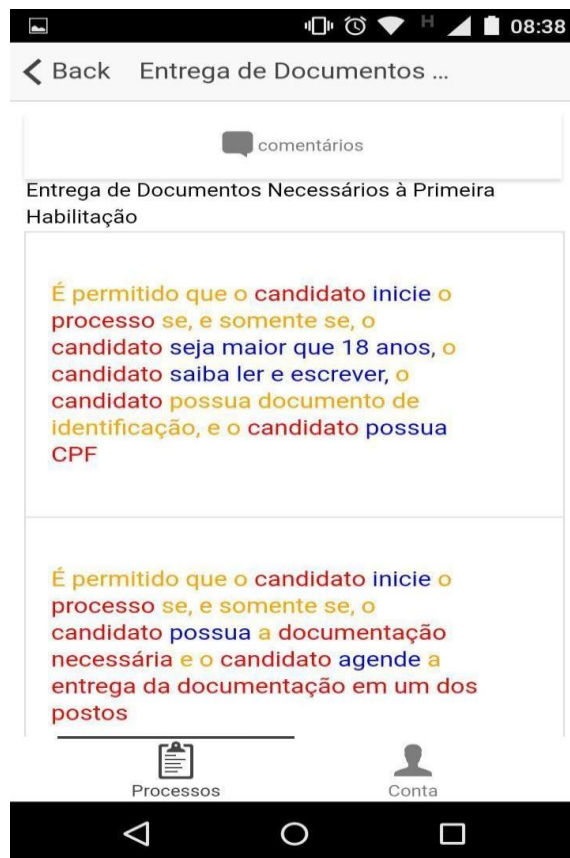 H 08:38
Back Entrega de Documentos ...
comentários
Entrega de Documentos Necessários à Primeira
Habilitação
É permitido que o candidato inicie o
processo se, e somente se, o
candidato seja maior que 18 anos, o
candidato saiba ler e escrever, o
candidato possua documento de
identificação, e o candidato possua
CPF
É permitido que o candidato inicie o
processo se, e somente se, o
candidato possua a documentação
necessária e o candidato agende a
entrega da documentação em um dos
postos
Processos Conta